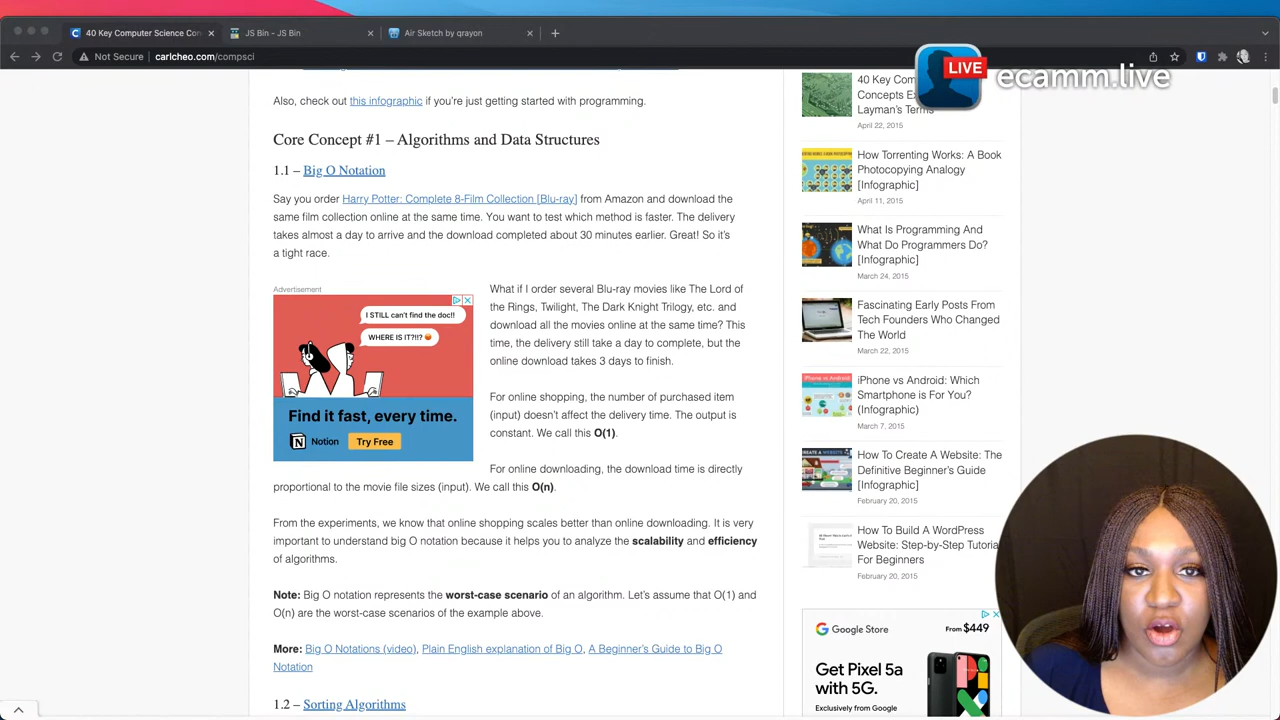 40 Key Computer Science Con
JS Bin - JS Bin
Air Sketch by qrayon
Not Secure
carlcheo.com/compsci
LIVE
ecamm.live
Also, check out this infographic if you're just getting started with programming.
Core Concept #1 – Algorithms and Data Structures
1.1 – Big O Notation
Say you order Harry Potter: Complete 8-Film Collection [Blu-ray] from Amazon and download the
same film collection online at the same time. You want to test which method is faster. The delivery
takes almost a day to arrive and the download completed about 30 minutes earlier. Great! So it's
a tight race.
Advertisement
I STILL can't find the doc!!
WHERE IS IT?!!?
Find it fast, every time.
Notion
Try Free
What if I order several Blu-ray movies like The Lord of
the Rings, Twilight, The Dark Knight Trilogy, etc. and
download all the movies online at the same time? This
time, the delivery still take a day to complete, but the
online download takes 3 days to finish.
For online shopping, the number of purchased item
(input) doesn't affect the delivery time. The output is
constant. We call this O(1).
For online downloading, the download time is directly
proportional to the movie file sizes (input). We call this O(n).
From the experiments, we know that online shopping scales better than online downloading. It is very
important to understand big O notation because it helps you to analyze the scalability and efficiency
of algorithms.
Note: Big O notation represents the worst-case scenario of an algorithm. Let's assume that O(1) and
O(n) are the worst-case scenarios of the example above.
More: Big O Notations (video), Plain English explanation of Big O, A Beginner's Guide to Big O
Notation
1.2 – Sorting Algorithms
40 Key Com
Concepts Ex
Layman's Terms
April 22, 2015
How Torrenting Works: A Book
Photocopying Analogy
[Infographic]
April 11, 2015
What Is Programming And
What Do Programmers Do?
[Infographic]
March 24, 2015
Fascinating Early Posts From
Tech Founders Who Changed
The World
March 22, 2015
iPhone vs Android: Which
Smartphone is For You?
(Infographic)
March 7, 2015
How To Create A Website: The
Definitive Beginner's Guide
[Infographic]
February 20, 2015
How To Build A WordPress
Website: Step-by-Step Tutoria
For Beginners
February 20, 2015
Google Store
From $449
Get Pixel 5a
with 5G.
Exclusively from Google